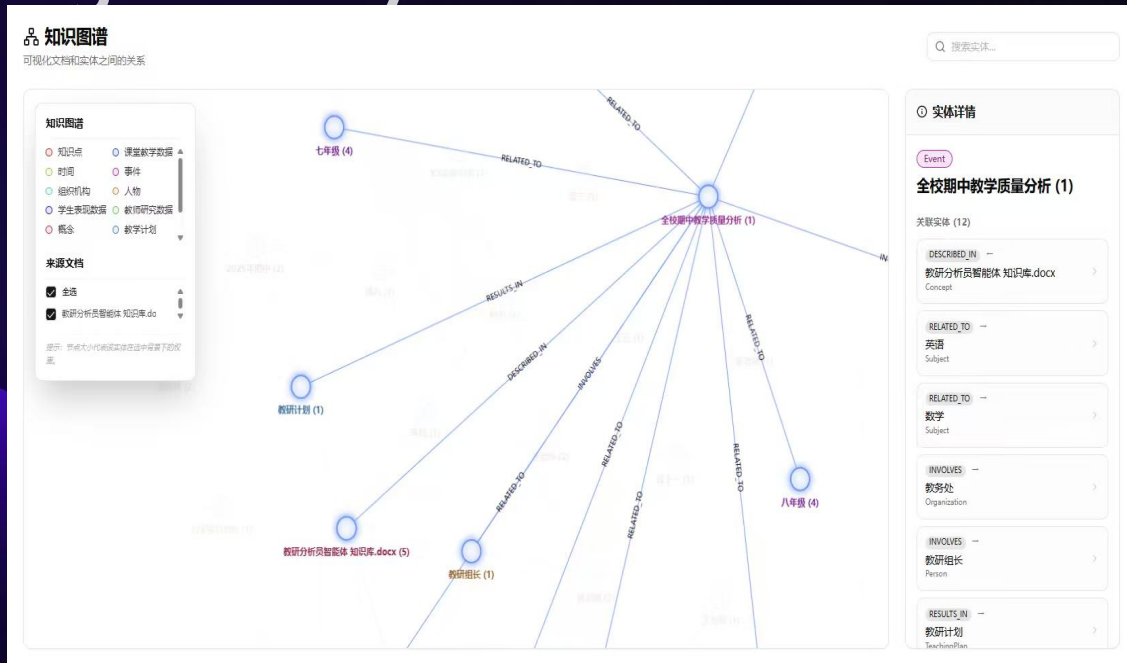 知识图谱
可视化文档和实体之间的关系
搜索实体...
知识图谱
知识点
课堂教学数据
时间
事件
组织机构
人物
学生表现数据
教师研究数据
概念
教学计划
来源文档
全选
教研分析员智能体 知识库.do
七年级 (4)
RELATED_TO
RELATED_TO
全校期中教学质量分析 (1)
IN
RESULTS_IN
教研计划 (1)
DESCRIBED_IN
INVOLVES
RELATED_TO
RELATED_TO
RELATED_TO
RELATED_TO
RELATED_TO
八年级 (4)
教研分析员智能体 知识库.docx (5)
教研组长 (1)
实体详情
Event
全校期中教学质量分析 (1)
关联实体 (12)
DESCRIBED_IN
教研分析员智能体 知识库.docx
Concept
RELATED_TO
英语
Subject
RELATED_TO
数学
Subject
INVOLVES
教务处
Organization
INVOLVES
教研组长
Person
RESULTS_IN
教研计划
TeachingPlan